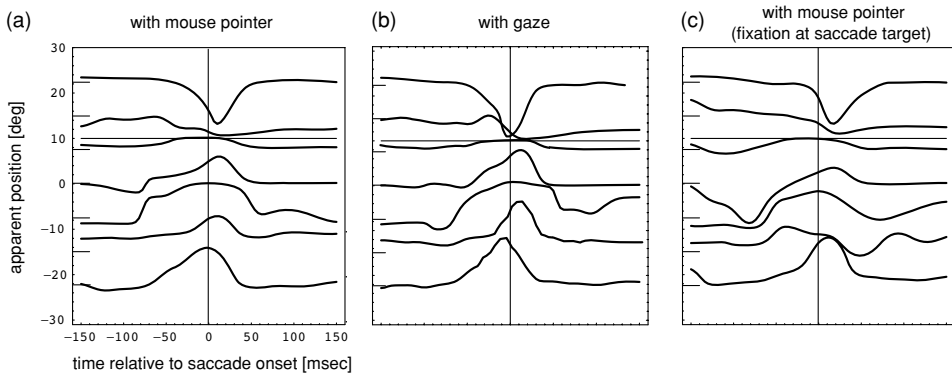 (a)
with mouse pointer
(b)
with gaze
(c)
with mouse pointer
(fixation at saccade target)
apparent position [deg]
30
20
10
0
−10
−20
−30
−150 −100 −50 0 50 100 150
time relative to saccade onset [msec]